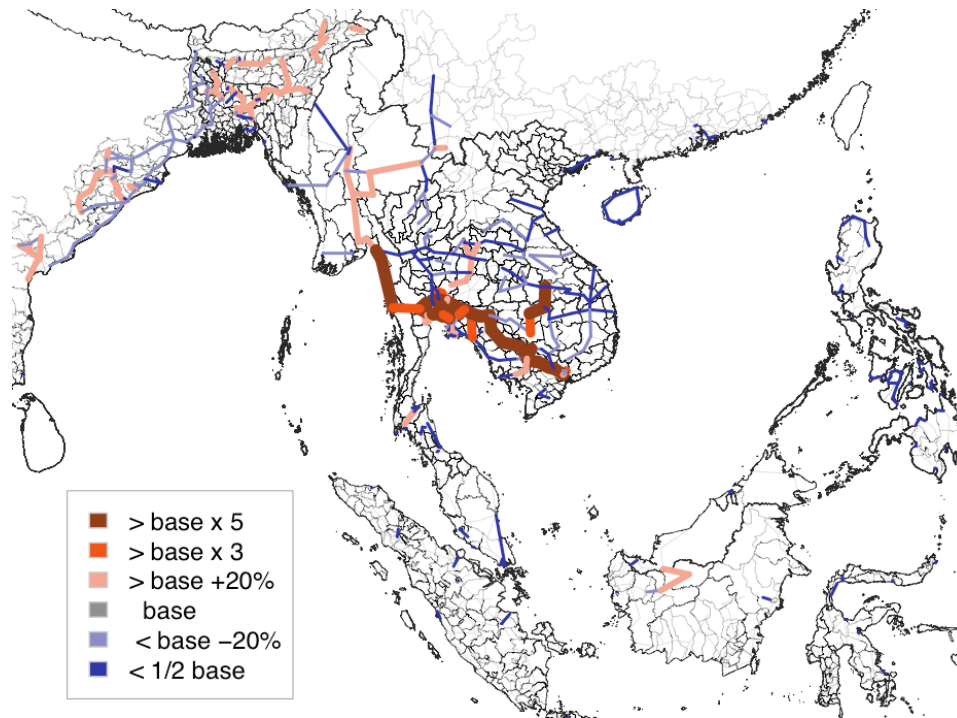 > base x 5
> base x 3
> base +20%
base
< base −20%
< 1/2 base